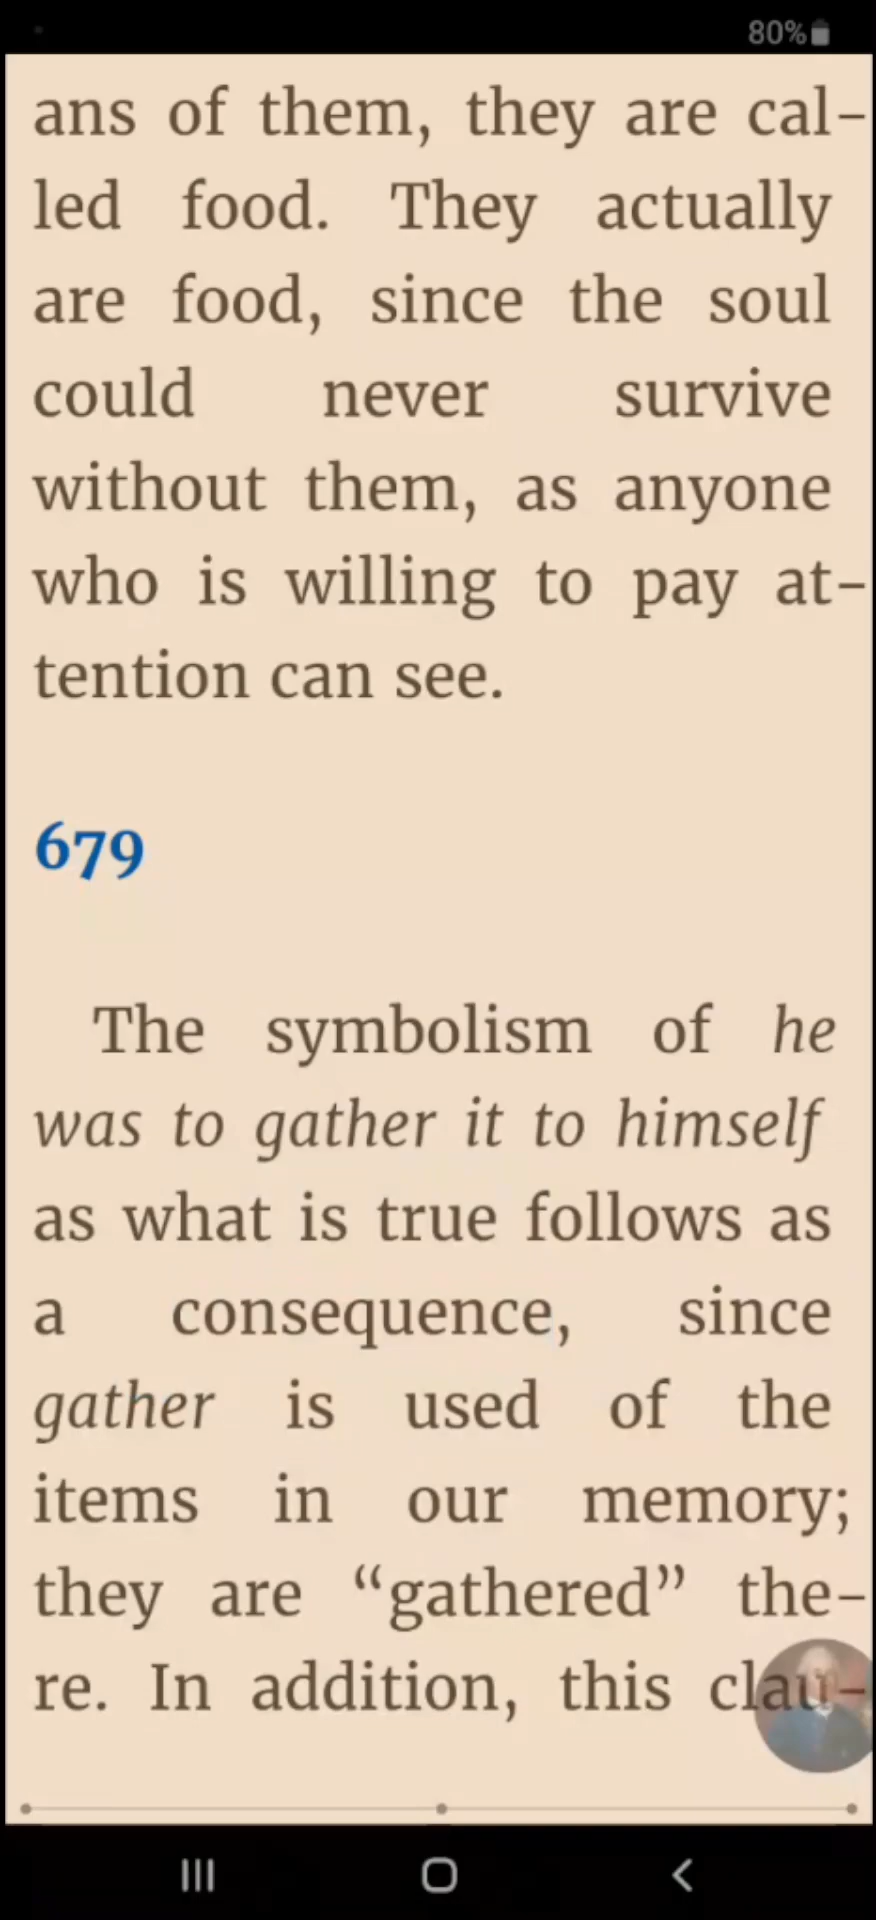 80%
ans of them, they are cal-
led food. They actually
are food, since the soul
could never survive
without them, as anyone
who is willing to pay at-
tention can see.
679
The symbolism of he
was to gather it to himself
as what is true follows as
a consequence, since
gather is used of the
items in our memory;
they are “gathered” the-
re. In addition, this clau-